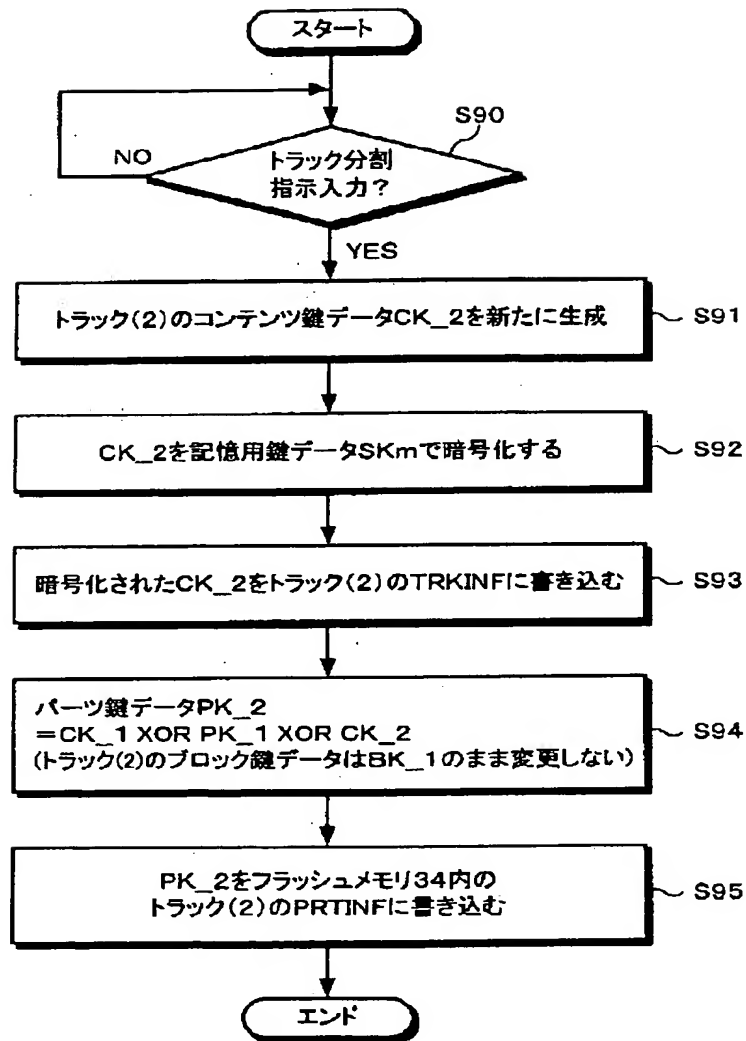 スタート
S90
NO
トラック分割
指示入力？
YES
トラック(2)のコンテンツ鍵データCK_2を新たに生成
S91
CK_2を記憶用鍵データSKmで暗号化する
S92
暗号化されたCK_2をトラック(2)のTRKINFに書き込む
S93
パーツ鍵データPK_2
=CK_1 XOR PK_1 XOR CK_2
(トラック(2)のブロック鍵データはBK_1のまま変更しない)
S94
PK_2をフラッシュメモリ34内の
トラック(2)のPRTINFに書き込む
S95
エンド